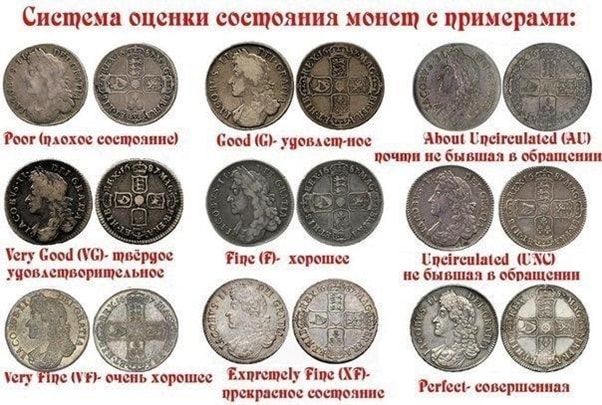 Система оценки состояния монет с примерами:
Poor (плохое состояние)
Good (G)- удовлет-ное
About Uncirculated (AU)
почти не бывшая в обращении
Very Good (VG)- твёрдое
удовлетворительное
Fine (F)- хорошее
Uncirculated (UNC)
не бывшая в обращении
Very Fine (VF)- очень хорошее
Exnremely Fine (XF)-
прекрасное состояние
Perfect- совершенная